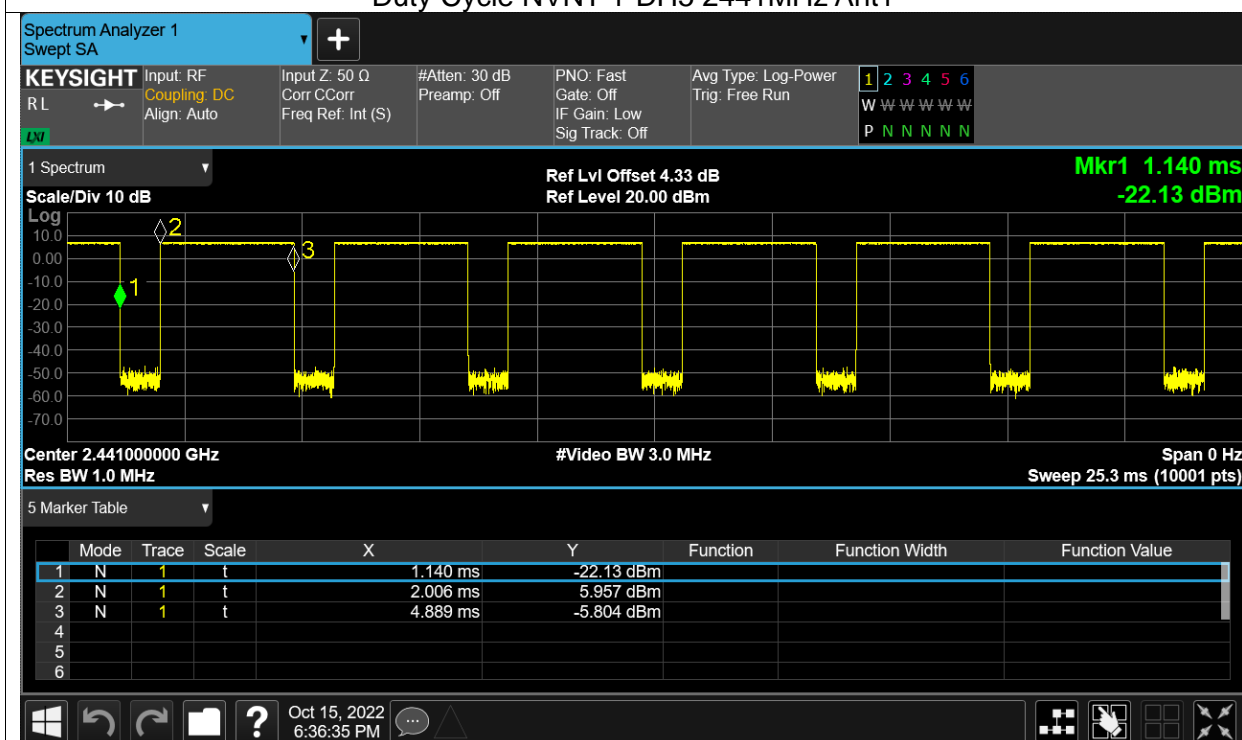 Duty Cycle NVNT 1-DH5 2441MHz Ant1
Spectrum Analyzer 1
Swept SA
KEYSIGHT
R L
LXI
Input: RF
Coupling: DC
Align: Auto
Input Z: 50 Ω
Corr CCorr
Freq Ref: Int (S)
#Atten: 30 dB
Preamp: Off
PNO: Fast
Gate: Off
IF Gain: Low
Sig Track: Off
Avg Type: Log-Power
Trig: Free Run
1 2 3 4 5 6
W W W W W W
P N N N N N
1 Spectrum
Scale/Div 10 dB
Ref Lvl Offset 4.33 dB
Ref Level 20.00 dBm
Mkr1 1.140 ms
-22.13 dBm
Log
10.0
0.00
-10.0
-20.0
-30.0
-40.0
-50.0
-60.0
-70.0
1
2
3
Center 2.441000000 GHz
Res BW 1.0 MHz
#Video BW 3.0 MHz
Span 0 Hz
Sweep 25.3 ms (10001 pts)
5 Marker Table
Mode Trace Scale X Y Function Function Width Function Value
1 N 1 t 1.140 ms -22.13 dBm
2 N 1 t 2.006 ms 5.957 dBm
3 N 1 t 4.889 ms -5.804 dBm
4
5
6
?
Oct 15, 2022
6:36:35 PM